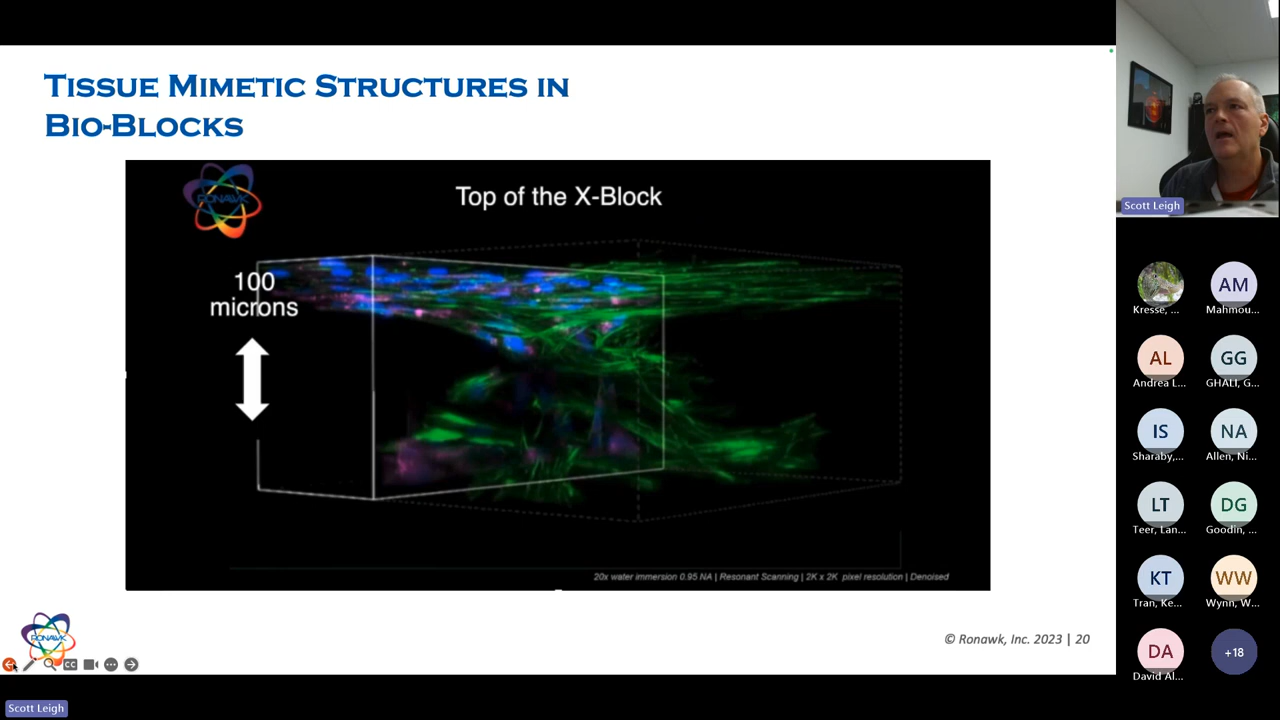 TISSUE MIMETIC STRUCTURES IN
BIO-BLOCKS
RONAWK
Top of the X-Block
100
microns
20x water immersion 0.95 NA | Resonant Scanning | 2K x 2K pixel resolution | Denoised
RONAWK
© Ronawk, Inc. 2023 | 20
CC
Scott Leigh
Scott Leigh
Kresse, ...
AM
Mahmou...
AL
Andrea L...
GG
GHALI, G...
IS
Sharaby,...
NA
Allen, Ni...
LT
Teer, Lan...
DG
Goodin, ...
KT
Tran, Ke...
WW
Wynn, W...
DA
David Al...
+18